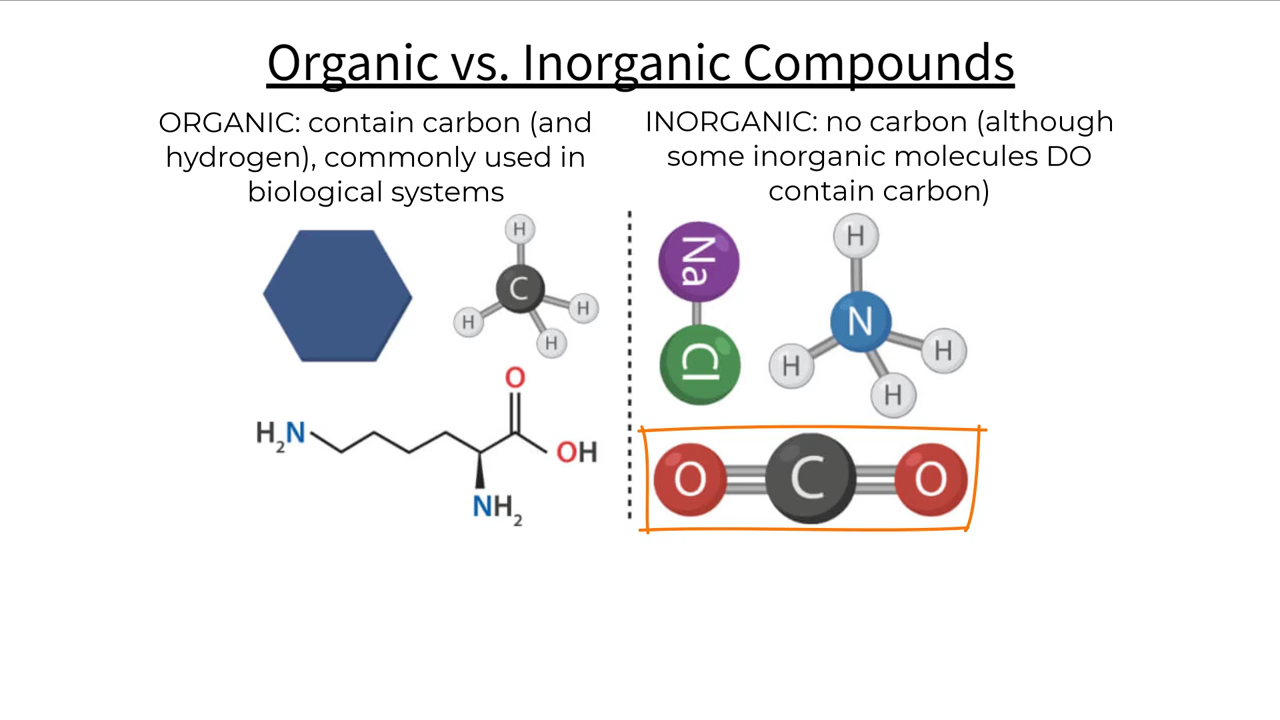 Organic vs. Inorganic Compounds
ORGANIC: contain carbon (and
hydrogen), commonly used in
biological systems
INORGANIC: no carbon (although
some inorganic molecules DO
contain carbon)
H
C
H
H
H
O
H₂N
OH
NH₂
Na
Cl
H
N
H
H
H
O C O